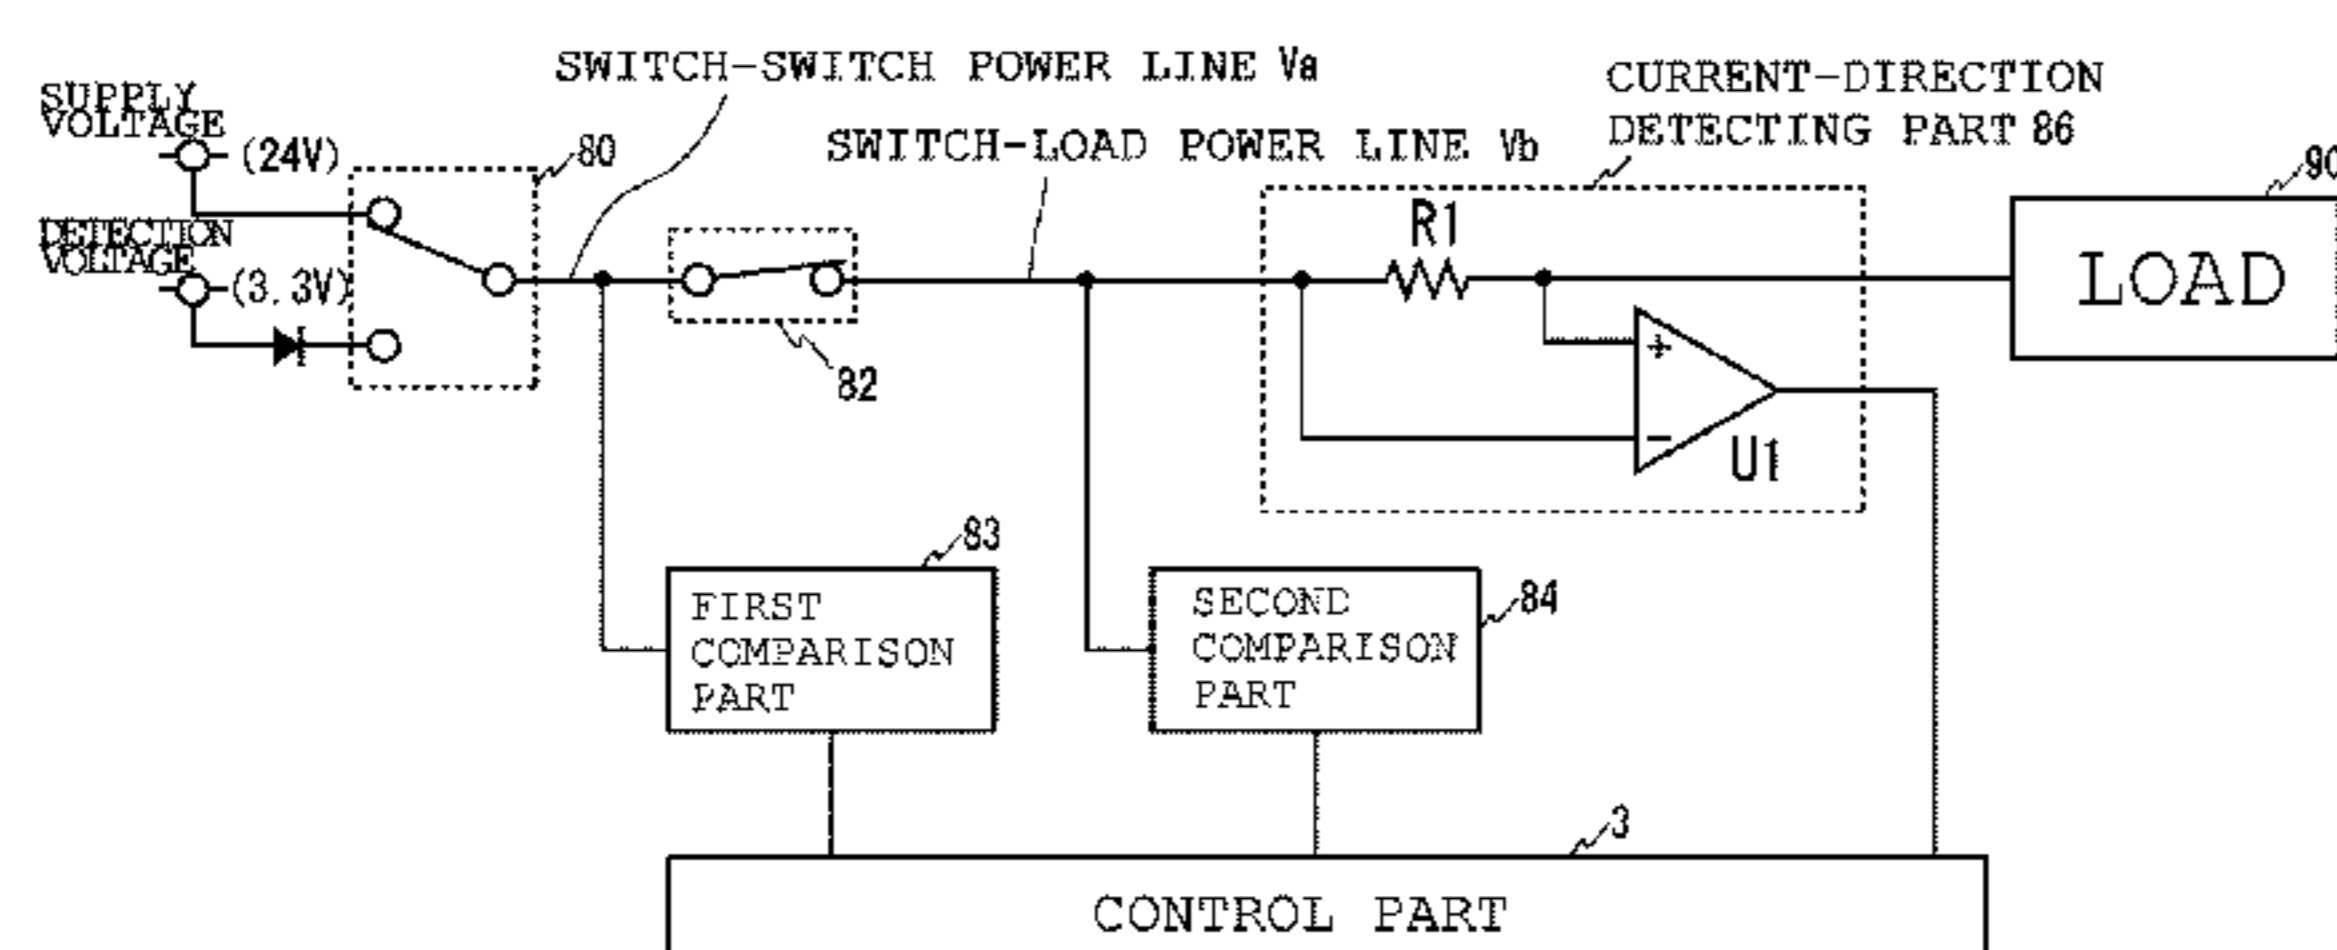 SWITCH-SWITCH POWER LINE Va
CURRENT-DIRECTION
DETECTING PART 86
SUPPLY
VOLTAGE
(24V)
80
SWITCH-LOAD POWER LINE Vb
90
R1
DETECTION
VOLTAGE
(3.3V)
LOAD
+
82
−
U1
83
FIRST
COMPARISON
PART
84
SECOND
COMPARISON
PART
3
CONTROL PART